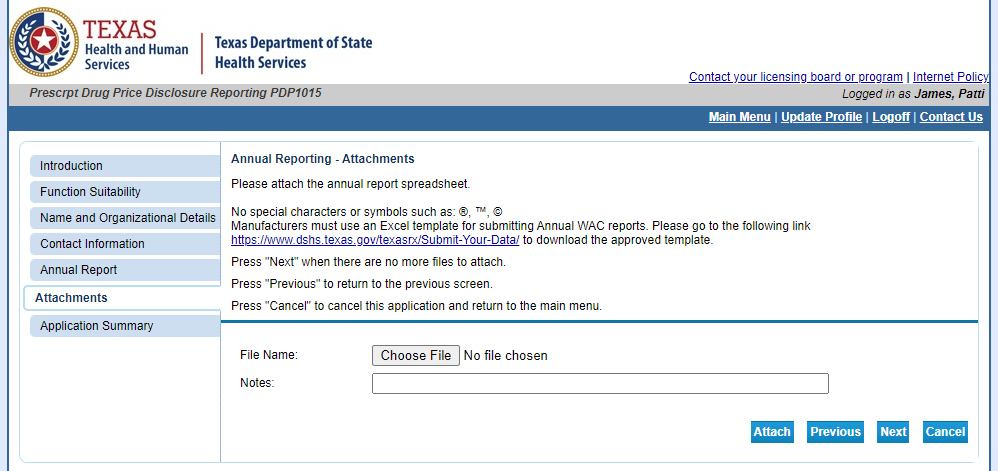 TEXAS
Health and Human
Services
Texas Department of State
Health Services
Contact your licensing board or program | Internet Policy
Prescrpt Drug Price Disclosure Reporting PDP1015
Logged in as James, Patti
Main Menu | Update Profile | Logoff | Contact Us
Introduction
Function Suitability
Name and Organizational Details
Contact Information
Annual Report
Attachments
Application Summary
Annual Reporting - Attachments
Please attach the annual report spreadsheet.
No special characters or symbols such as: ®, ™, ©
Manufacturers must use an Excel template for submitting Annual WAC reports. Please go to the following link
https://www.dshs.texas.gov/texasrx/Submit-Your-Data/ to download the approved template.
Press "Next" when there are no more files to attach.
Press "Previous" to return to the previous screen.
Press "Cancel" to cancel this application and return to the main menu.
File Name: Choose File No file chosen
Notes:
Attach Previous Next Cancel